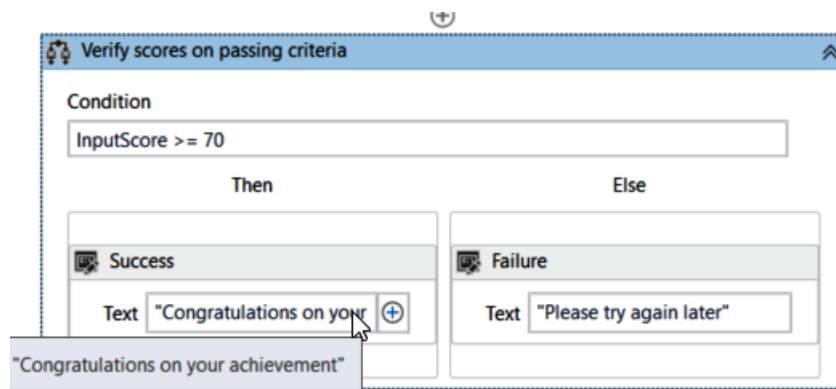 Verify scores on passing criteria
Condition
InputScore >= 70
Then
Else
Success
Failure
Text "Congratulations on your
Text "Please try again later"
"Congratulations on your achievement"